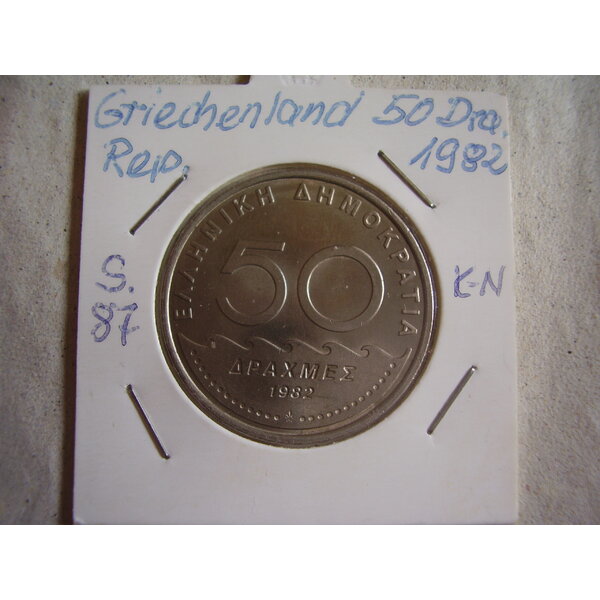 Griechenland 50 Dra.
Rep. 1982
ΕΛΛΗΝΙΚΗ ΔΗΜΟΚΡΑΤΙΑ
50
ΔΡΑΧΜΕΣ
1982
S.
87
K-N